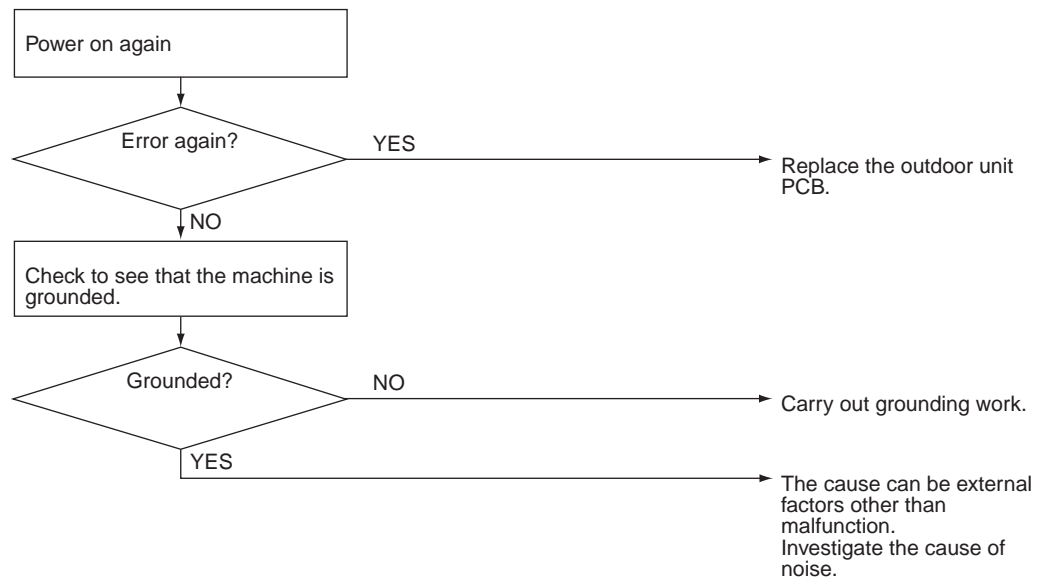 Power on again
Error again?
YES
Replace the outdoor unit
PCB.
NO
Check to see that the machine is
grounded.
Grounded?
NO
Carry out grounding work.
YES
The cause can be external
factors other than
malfunction.
Investigate the cause of
noise.